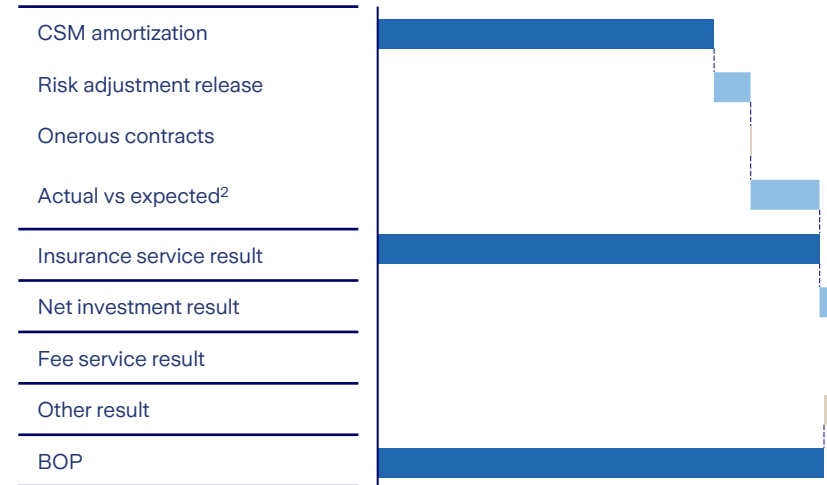 CSM amortization
Risk adjustment release
Onerous contracts
Actual vs expected²
Insurance service result
Net investment result
Fee service result
Other result
BOP